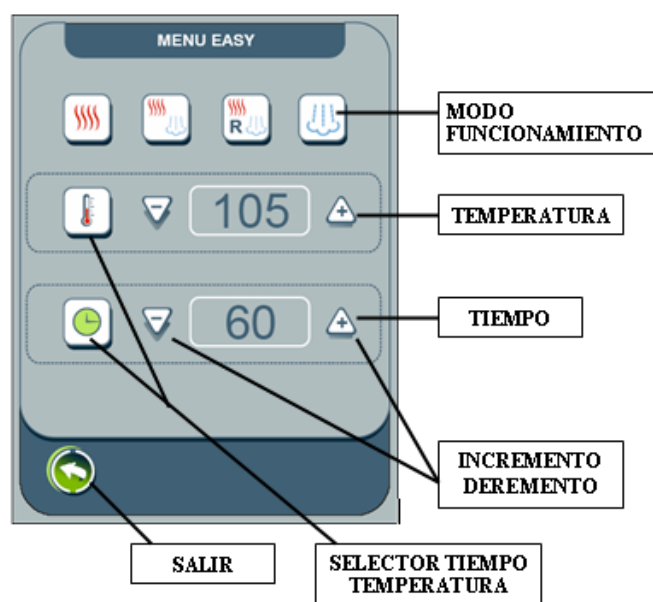 MENU EASY
R
MODO
FUNCIONAMIENTO
105
TEMPERATURA
60
TIEMPO
INCREMENTO
DEREMENTO
SALIR
SELECTOR TIEMPO
TEMPERATURA